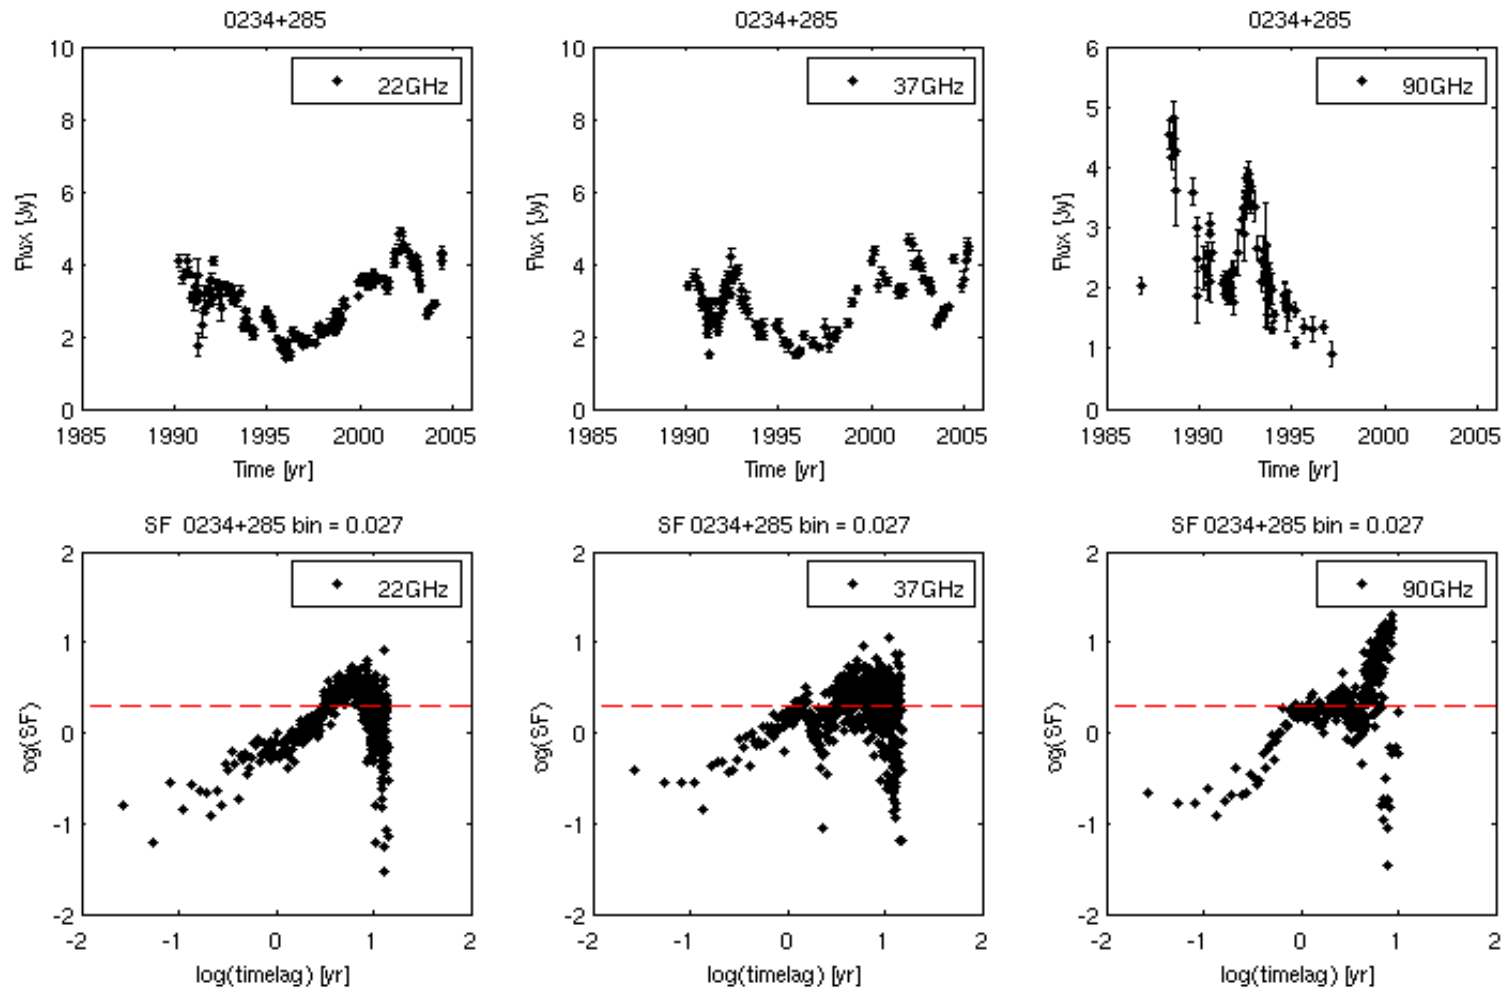 0234+285
0234+285
0234+285
10
8
6
4
2
0
Flux [Jy]
22GHz
1985 1990 1995 2000 2005
Time [yr]
10
8
6
4
2
0
Flux [Jy]
37GHz
1985 1990 1995 2000 2005
Time [yr]
6
5
4
3
2
1
0
Flux [Jy]
90GHz
1985 1990 1995 2000 2005
Time [yr]
SF 0234+285 bin = 0.027
2
1
0
-1
-2
og(SF)
22GHz
-2 -1 0 1 2
log(timelag) [yr]
SF 0234+285 bin = 0.027
2
1
0
-1
-2
og(SF)
37GHz
-2 -1 0 1 2
log(timelag) [yr]
SF 0234+285 bin = 0.027
2
1
0
-1
-2
og(SF)
90GHz
-2 -1 0 1 2
log(timelag) [yr]